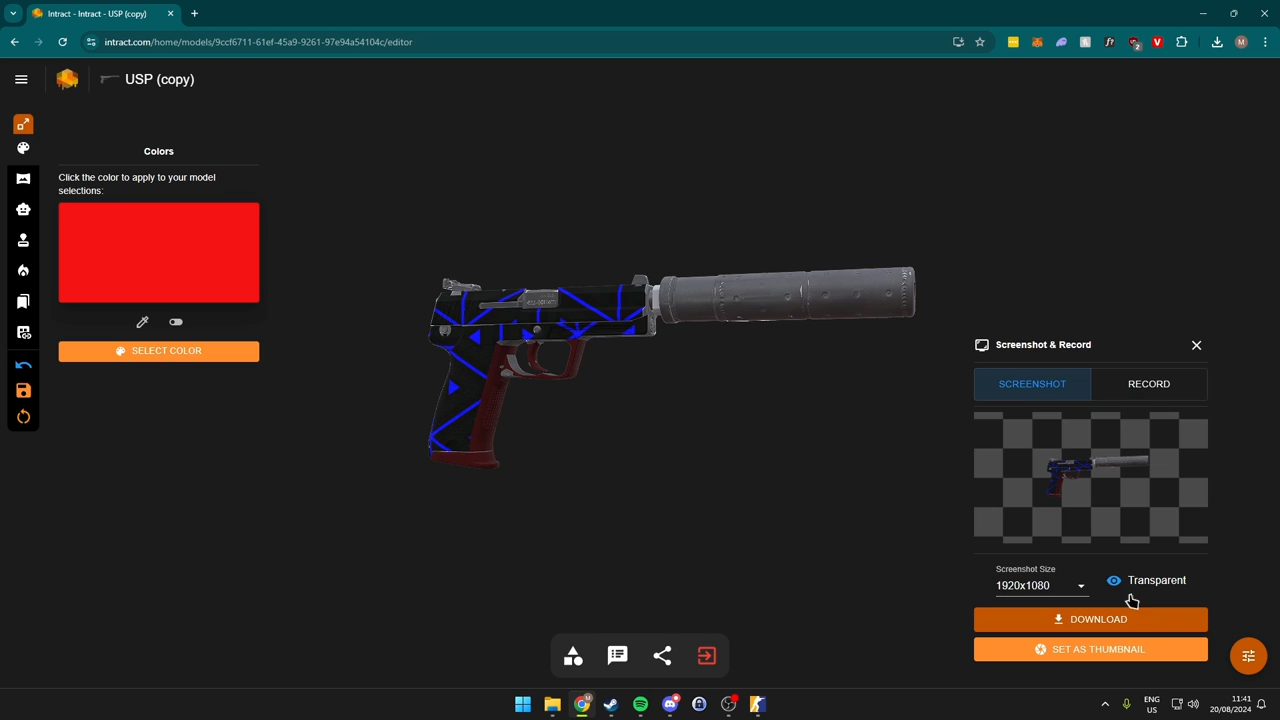 Intract - Intract - USP (copy)
intract.com/home/models/9ccf6711-61ef-45a9-9261-97e94a54104c/editor
M
2
USP (copy)
Colors
Click the color to apply to your model
selections:
SELECT COLOR
Screenshot & Record
SCREENSHOT
RECORD
Screenshot Size
1920x1080
Transparent
DOWNLOAD
SET AS THUMBNAIL
ENG
US
11:41
20/08/2024